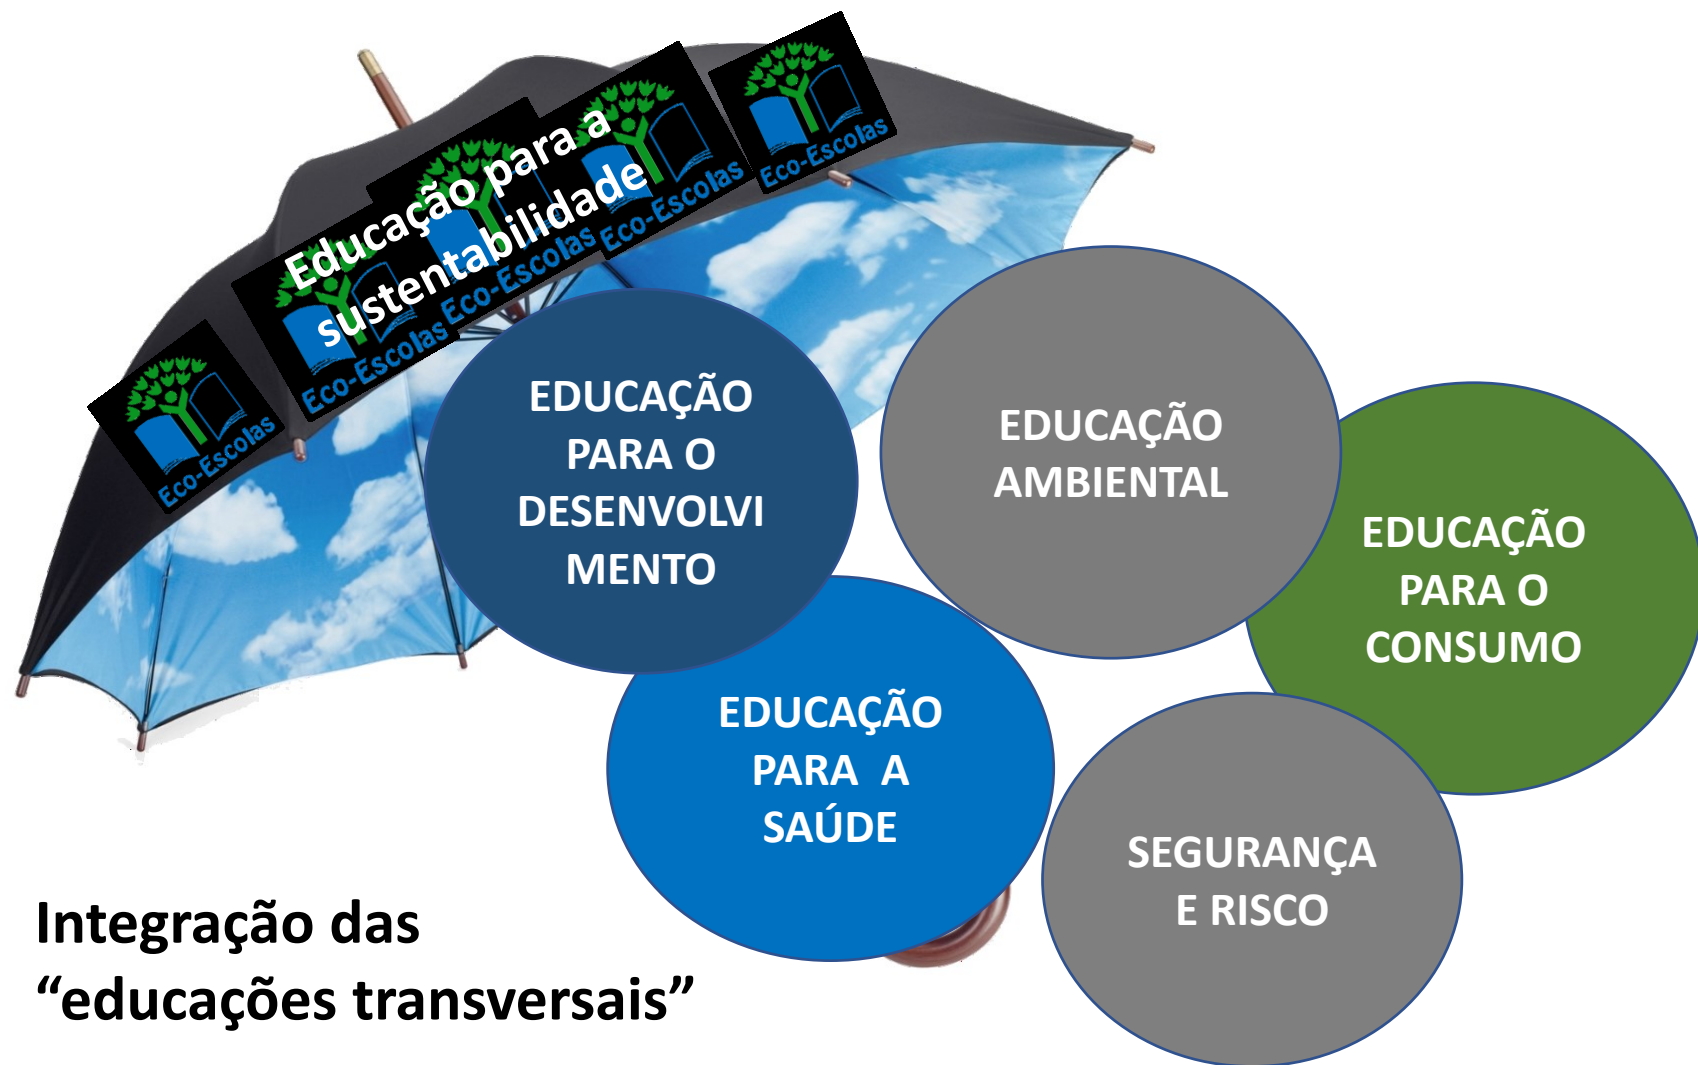 Educação para a
sustentabilidade
Eco-Escolas
Eco-Escolas
Eco-Escolas
Eco-Escolas
Eco-Escolas
EDUCAÇÃO
PARA O
DESENVOLVI
MENTO
EDUCAÇÃO
AMBIENTAL
EDUCAÇÃO
PARA O
CONSUMO
EDUCAÇÃO
PARA  A
SAÚDE
SEGURANÇA
E RISCO
Integração das
“educações transversais”